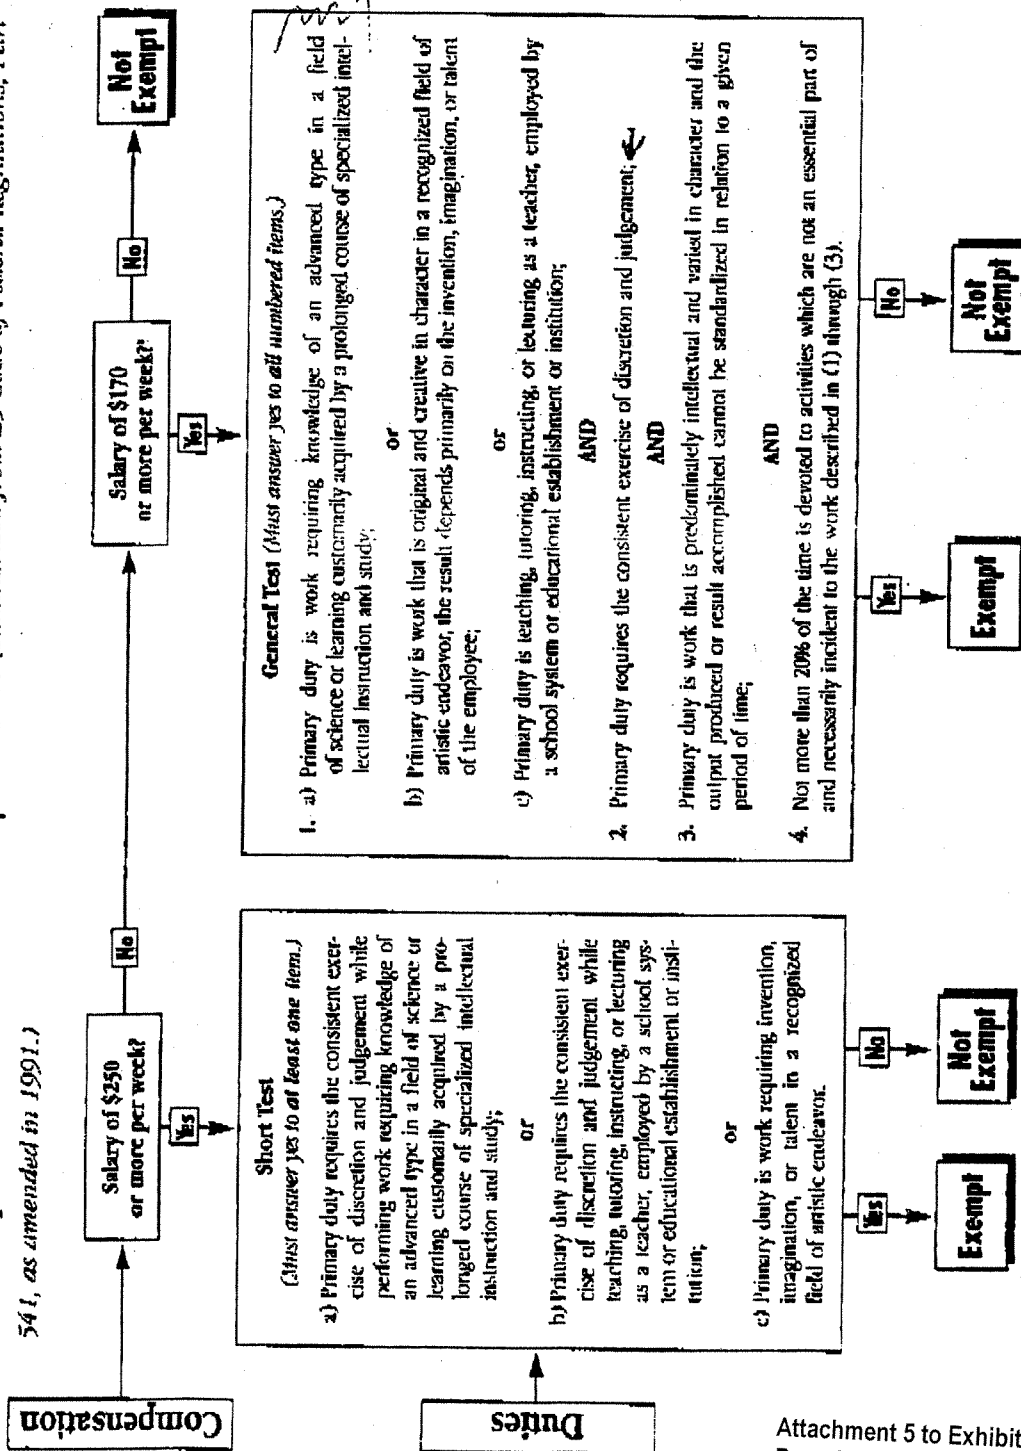 541, as amended in 1991.)
Compensation
Salary of $250
or more per week?
No
Salary of $170
or more per week?
No
Not
Exempt
Yes
Yes
Duties
Short Test
(Must answer yes to at least one item.)
a) Primary duty requires the consistent exer-
cise of discretion and judgement while
performing work requiring knowledge of
an advanced type in a field of science or
learning customarily acquired by a pro-
longed course of specialized intellectual
instruction and study;
or
b) Primary duty requires the consistent exer-
cise of discretion and judgement while
teaching, tutoring, instructing, or lecturing
as a teacher, employed by a school sys-
tem or educational establishment or insti-
tution;
or
c) Primary duty is work requiring invention,
imagination, or talent in a recognized
field of artistic endeavor.
Yes
No
Exempt
Not
Exempt
General Test (Must answer yes to all numbered items.)
1. a) Primary duty is work requiring knowledge of an advanced type in a field
of science or learning customarily acquired by a prolonged course of specialized intel-
lectual instruction and study;
or
b) Primary duty is work that is original and creative in character in a recognized field of
artistic endeavor, the result depends primarily on the invention, imagination, or talent
of the employee;
or
c) Primary duty is teaching, tutoring, instructing, or lecturing as a teacher, employed by
a school system or educational establishment or institution;
AND
2. Primary duty requires the consistent exercise of discretion and judgement;
AND
3. Primary duty is work that is predominately intellectual and varied in character and the
output produced or result accomplished cannot be standardized in relation to a given
period of time;
AND
4. Not more than 20% of the time is devoted to activities which are not an essential part of
and necessarily incident to the work described in (1) through (3).
Yes
No
Exempt
Not
Exempt
Attachment 5 to Exhibit